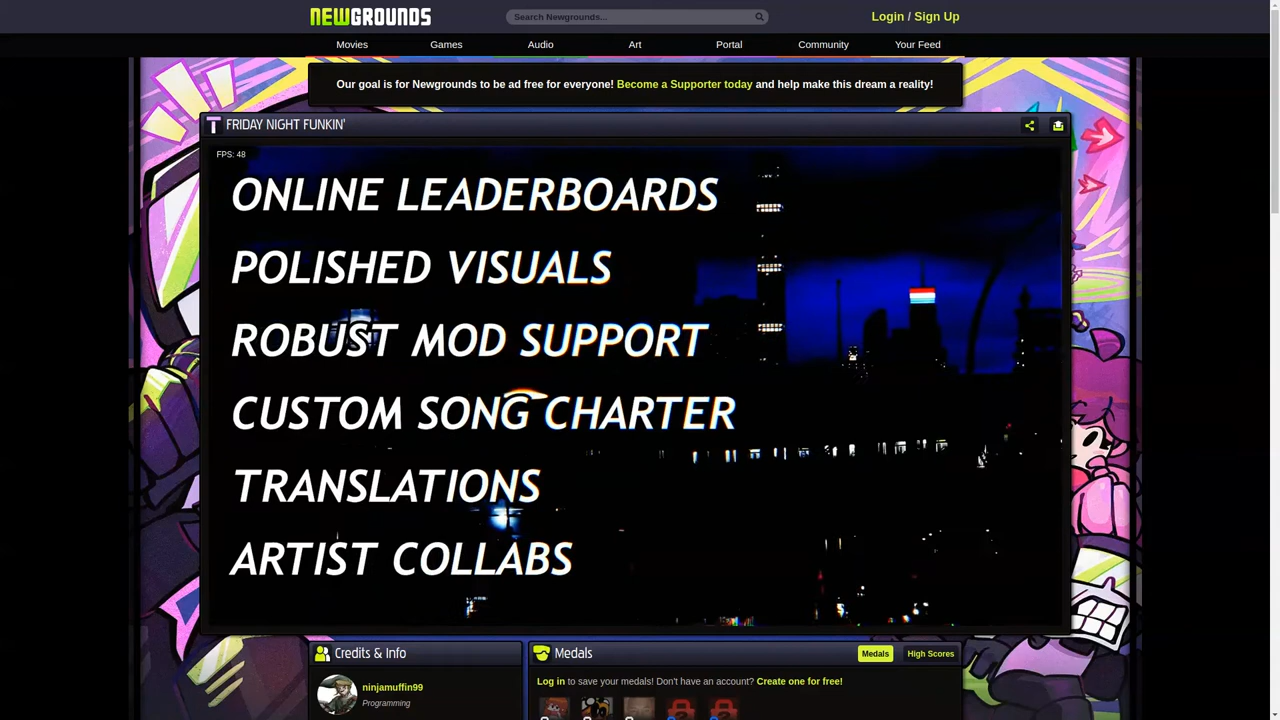 NEWGROUNDS
Search Newgrounds...
Login / Sign Up
Movies
Games
Audio
Art
Portal
Community
Your Feed
Our goal is for Newgrounds to be ad free for everyone! Become a Supporter today and help make this dream a reality!
FRIDAY NIGHT FUNKIN'
FPS: 48
ONLINE LEADERBOARDS
POLISHED VISUALS
ROBUST MOD SUPPORT
CUSTOM SONG CHARTER
TRANSLATIONS
ARTIST COLLABS
Credits & Info
Medals
Medals
High Scores
ninjamuffin99
Programming
Log in to save your medals! Don't have an account? Create one for free!